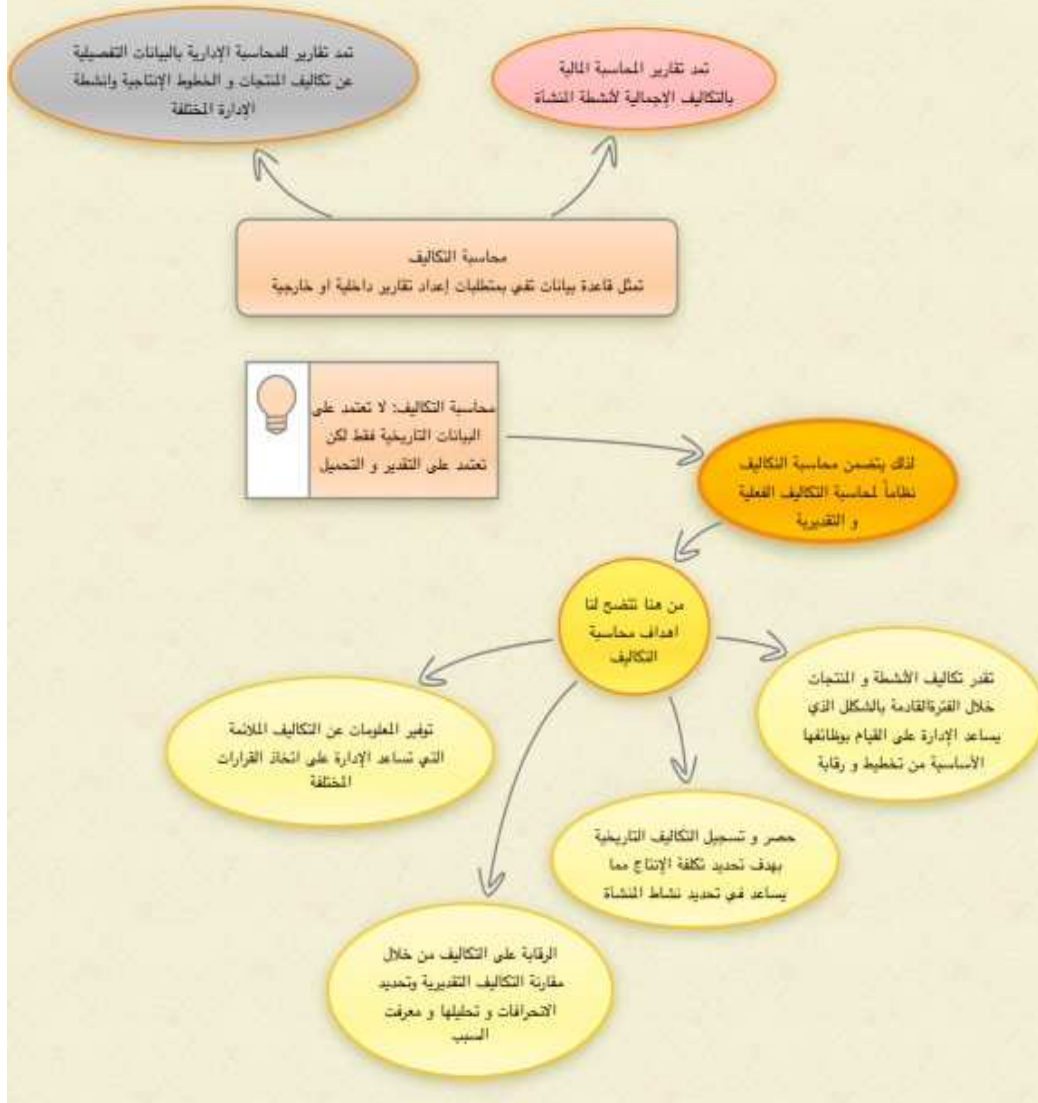 تمد تقارير المحاسبة المالية
بالتكاليف الإجمالية لأنشطة المنشأة
تمد تقارير للمحاسبة الإدارية بالبيانات التفصيلية
عن تكاليف المنتجات و الخطوط الإنتاجية وانشطة
الإدارة المختلفة
محاسبة التكاليف
تمثل قاعدة بيانات تفي بمتطلبات إعداد تقارير داخلية او خارجية
محاسبة التكاليف: لا تعتمد على
البيانات التاريخية فقط لكن
تعتمد على التقدير و التحميل
لذلك يتضمن محاسبة التكاليف
نظاماً لمحاسبة التكاليف الفعلية
و التقديرية
من هنا تتضح لنا
اهداف محاسبة
التكاليف
تقدر تكاليف الأنشطة و المنتجات
خلال الفترةالقادمة بالشكلل الذي
يساعد الإدارة على القيام بوظائفها
الأساسية من تخطيط و رقابة
توفير المعلومات عن التكاليف الملائمة
التي تساعد الإدارة على اتخاذ القرارات
المختلفة
حصر و تسجيل التكاليف التاريخية
بهدف تحديد تكلفة الإنتاج مما
يساعد في تحديد نشاط المنشاة
الرقابة على التكاليف من خلال
مقارنة التكاليف التقديرية وتحديد
الانحرافات و تحليلها و معرفت
السبب